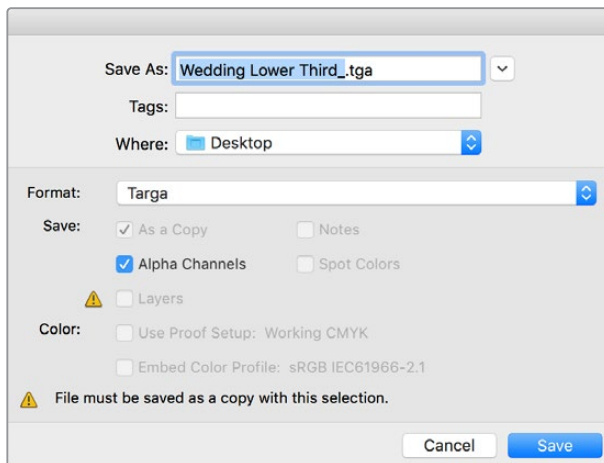 Save As: Wedding Lower Third_.tga
Tags:
Where: Desktop
Format: Targa
Save: As a Copy Notes
Alpha Channels Spot Colors
Layers
Color: Use Proof Setup: Working CMYK
Embed Color Profile: sRGB IEC61966-2.1
File must be saved as a copy with this selection.
Cancel Save